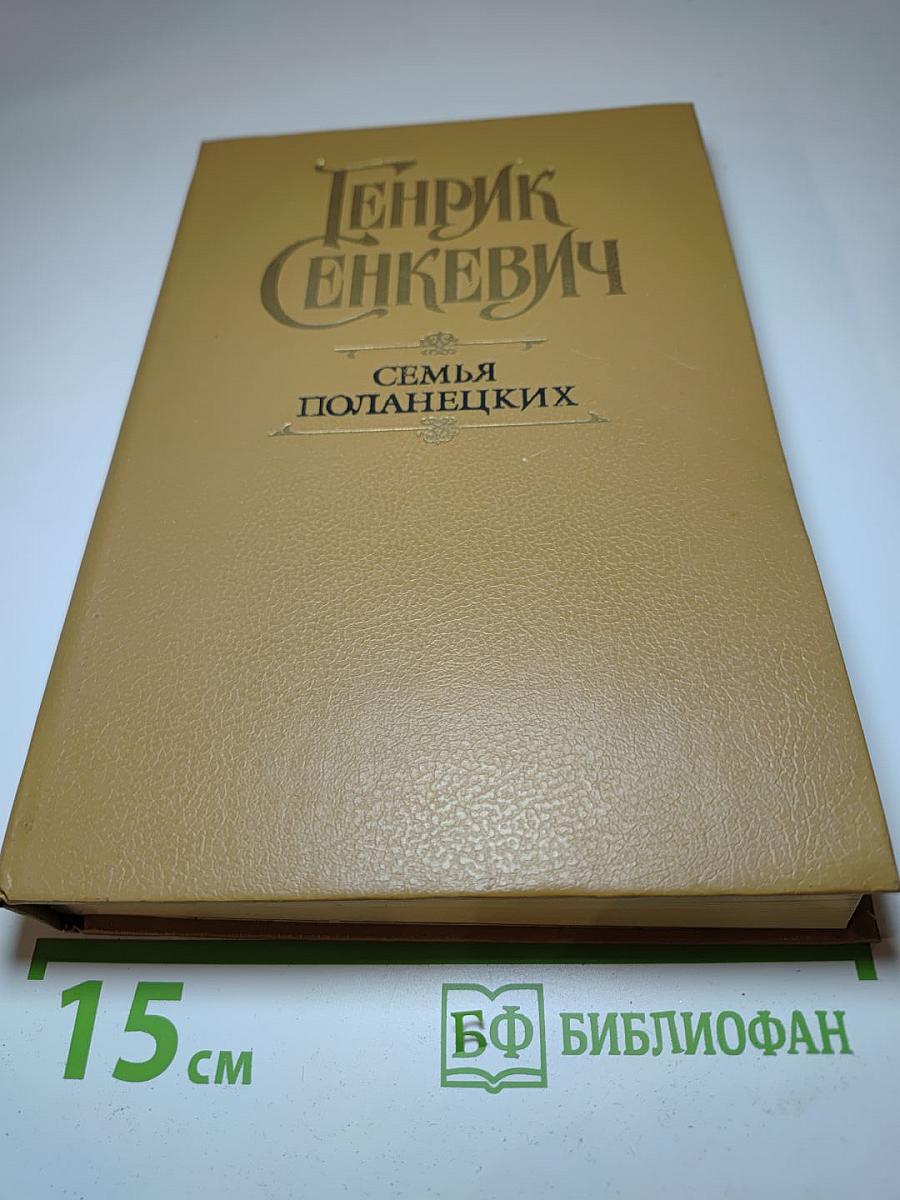 Генрик
Сенкевич
СЕМЬЯ
ПОЛАНЕЦКИХ
15 см
БФ БИБЛИОФАН